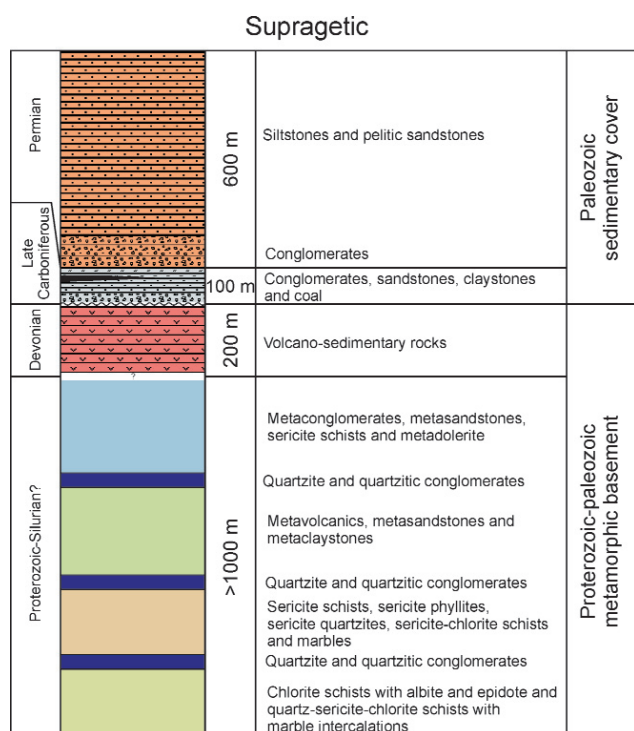 Supragetic
Permian
600 m
Siltstones and pelitic sandstones
Paleozoic
sedimentary cover
Late
Carboniferous
Conglomerates
100 m
Conglomerates, sandstones, claystones
and coal
Devonian
200 m
Volcano-sedimentary rocks
?
Proterozoic-Silurian?
>1000 m
Metaconglomerates, metasandstones,
sericite schists and metadolerite
Proterozoic-paleozoic
metamorphic basement
Quartzite and quartzitic conglomerates
Metavolcanics, metasandstones and
metaclaystones
Quartzite and quartzitic conglomerates
Sericite schists, sericite phyllites,
sericite quartzites, sericite-chlorite schists
and marbles
Quartzite and quartzitic conglomerates
Chlorite schists with albite and epidote and
quartz-sericite-chlorite schists with
marble intercalations